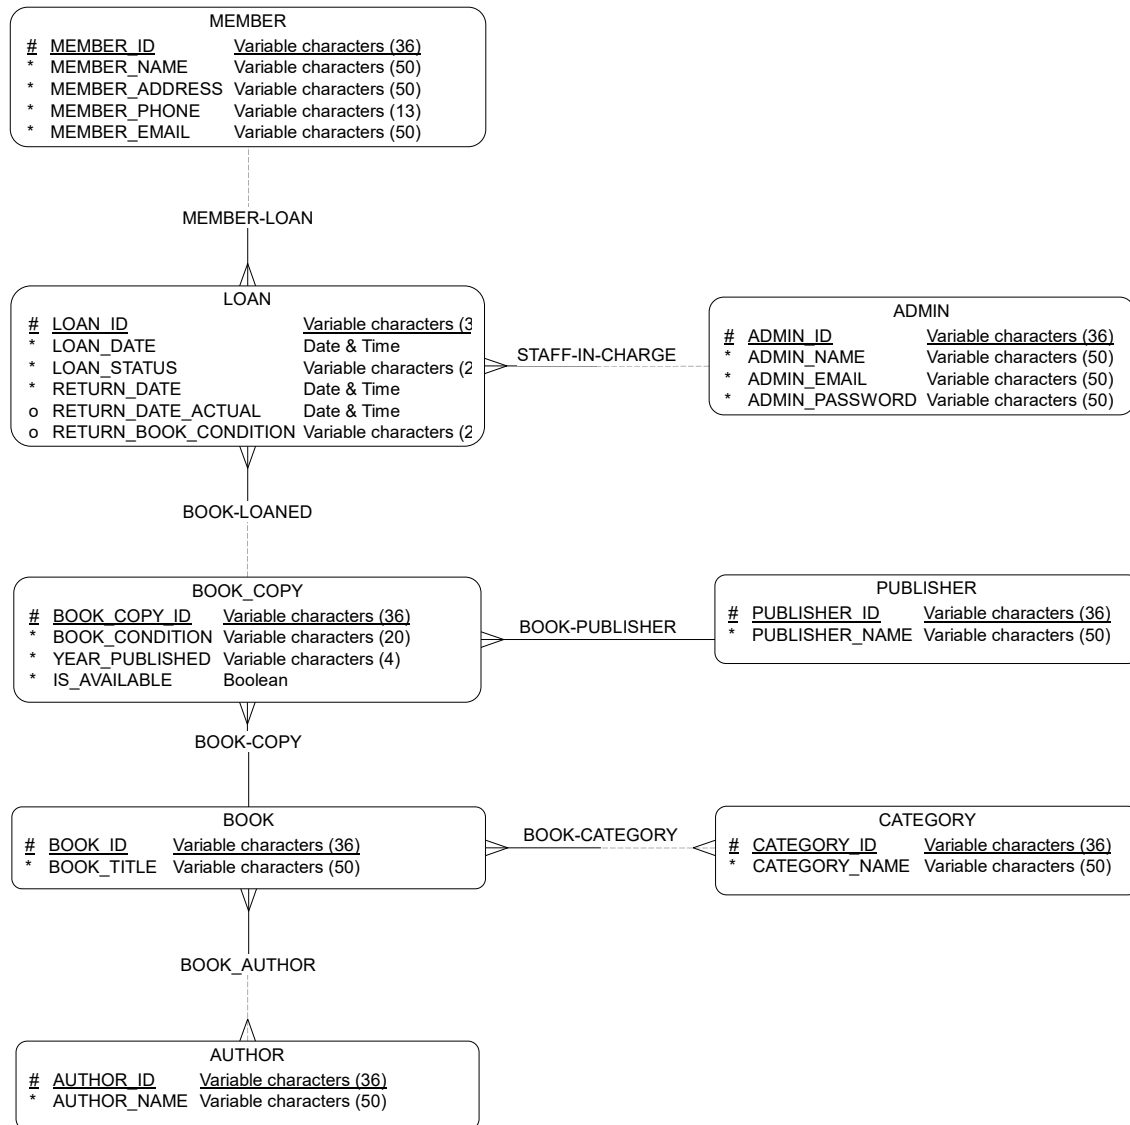 MEMBER
# MEMBER_ID Variable characters (36)
* MEMBER_NAME Variable characters (50)
* MEMBER_ADDRESS Variable characters (50)
* MEMBER_PHONE Variable characters (13)
* MEMBER_EMAIL Variable characters (50)
MEMBER-LOAN
LOAN
# LOAN_ID Variable characters (3
* LOAN_DATE Date & Time
* LOAN_STATUS Variable characters (2
* RETURN_DATE Date & Time
o RETURN_DATE_ACTUAL Date & Time
o RETURN_BOOK_CONDITION Variable characters (2
STAFF-IN-CHARGE
ADMIN
# ADMIN_ID Variable characters (36)
* ADMIN_NAME Variable characters (50)
* ADMIN_EMAIL Variable characters (50)
* ADMIN_PASSWORD Variable characters (50)
BOOK-LOANED
BOOK_COPY
# BOOK_COPY_ID Variable characters (36)
* BOOK_CONDITION Variable characters (20)
* YEAR_PUBLISHED Variable characters (4)
* IS_AVAILABLE Boolean
BOOK-PUBLISHER
PUBLISHER
# PUBLISHER_ID Variable characters (36)
* PUBLISHER_NAME Variable characters (50)
BOOK-COPY
BOOK
# BOOK_ID Variable characters (36)
* BOOK_TITLE Variable characters (50)
BOOK-CATEGORY
CATEGORY
# CATEGORY_ID Variable characters (36)
* CATEGORY_NAME Variable characters (50)
BOOK_AUTHOR
AUTHOR
# AUTHOR_ID Variable characters (36)
* AUTHOR_NAME Variable characters (50)